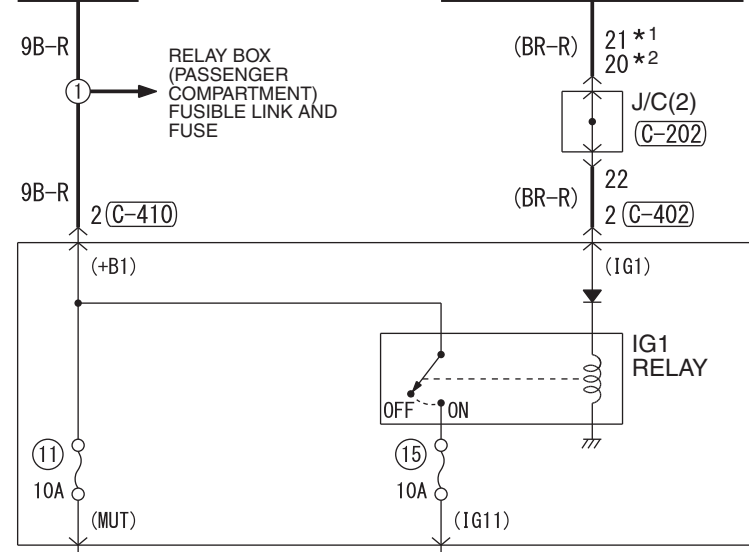 9B-R
RELAY BOX
(PASSENGER
COMPARTMENT)
FUSIBLE LINK AND
FUSE
1
9B-R
2 C-410
(+B1)
(BR-R)
21 *1
20 *2
J/C(2)
C-202
(BR-R)
22
2 C-402
(IG1)
IG1
RELAY
OFF
ON
11
10A
(MUT)
15
10A
(IG11)